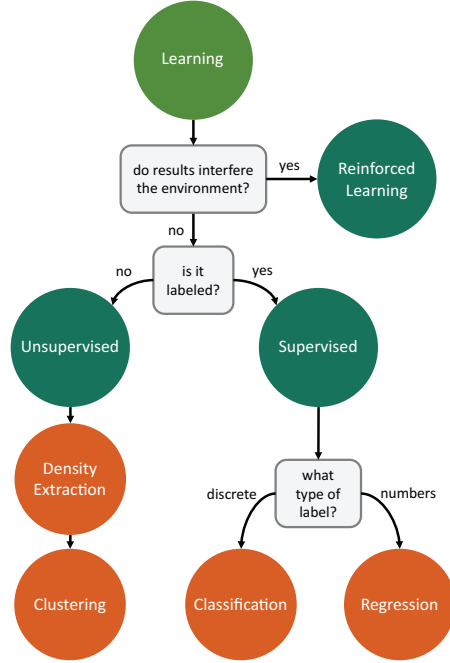 Learning
do results interfere
the environment?
yes
Reinforced
Learning
no
is it
labeled?
no
yes
Unsupervised
Supervised
Density
Extraction
what
type of
label?
discrete
numbers
Clustering
Classification
Regression